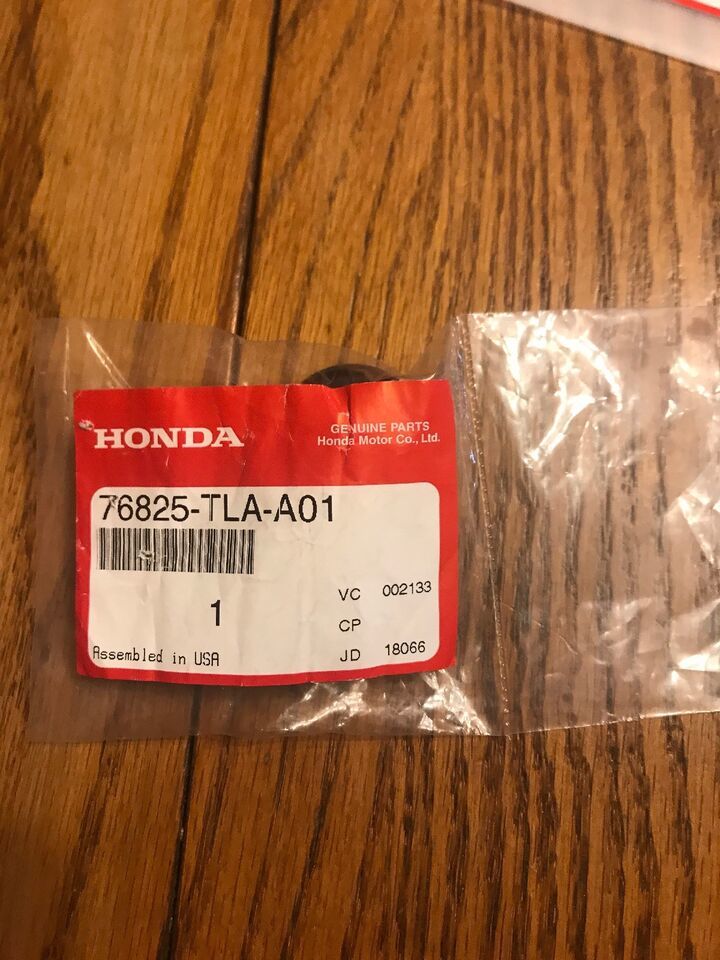 HONDA
GENUINE PARTS
Honda Motor Co., Ltd.
76825-TLA-A01
1
VC 002133
CP
JD 18066
Assembled in USA